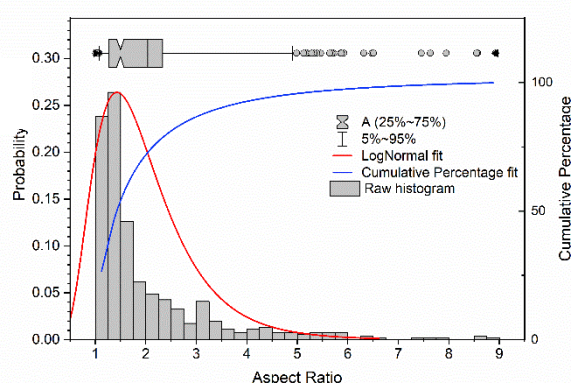 0.30
0.25
0.20
0.15
0.10
0.05
0.00
Probability
100
50
0
Cumulative Percentage
A (25%~75%)
5%~95%
LogNormal fit
Cumulative Percentage fit
Raw histogram
1 2 3 4 5 6 7 8 9
Aspect Ratio